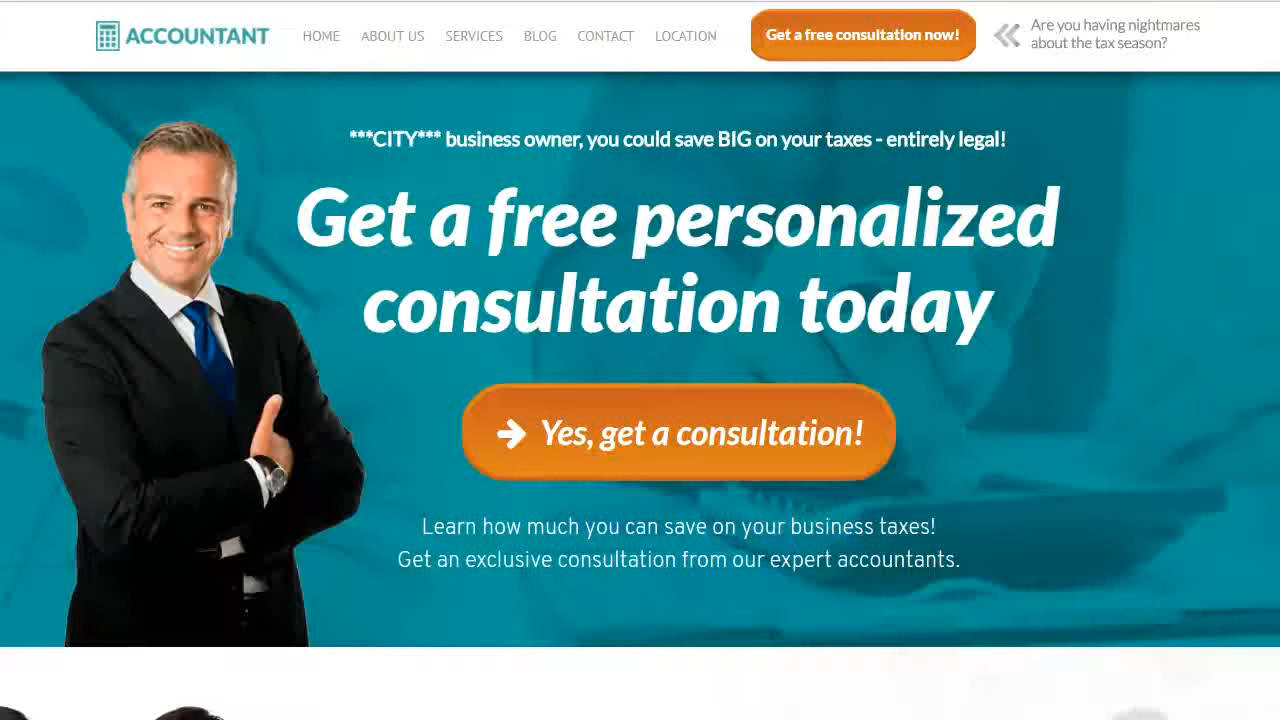 ACCOUNTANT
HOME
ABOUT US
SERVICES
BLOG
CONTACT
LOCATION
Get a free consultation now!
Are you having nightmares
about the tax season?
***CITY*** business owner, you could save BIG on your taxes - entirely legal!
Get a free personalized
consultation today
Yes, get a consultation!
Learn how much you can save on your business taxes!
Get an exclusive consultation from our expert accountants.